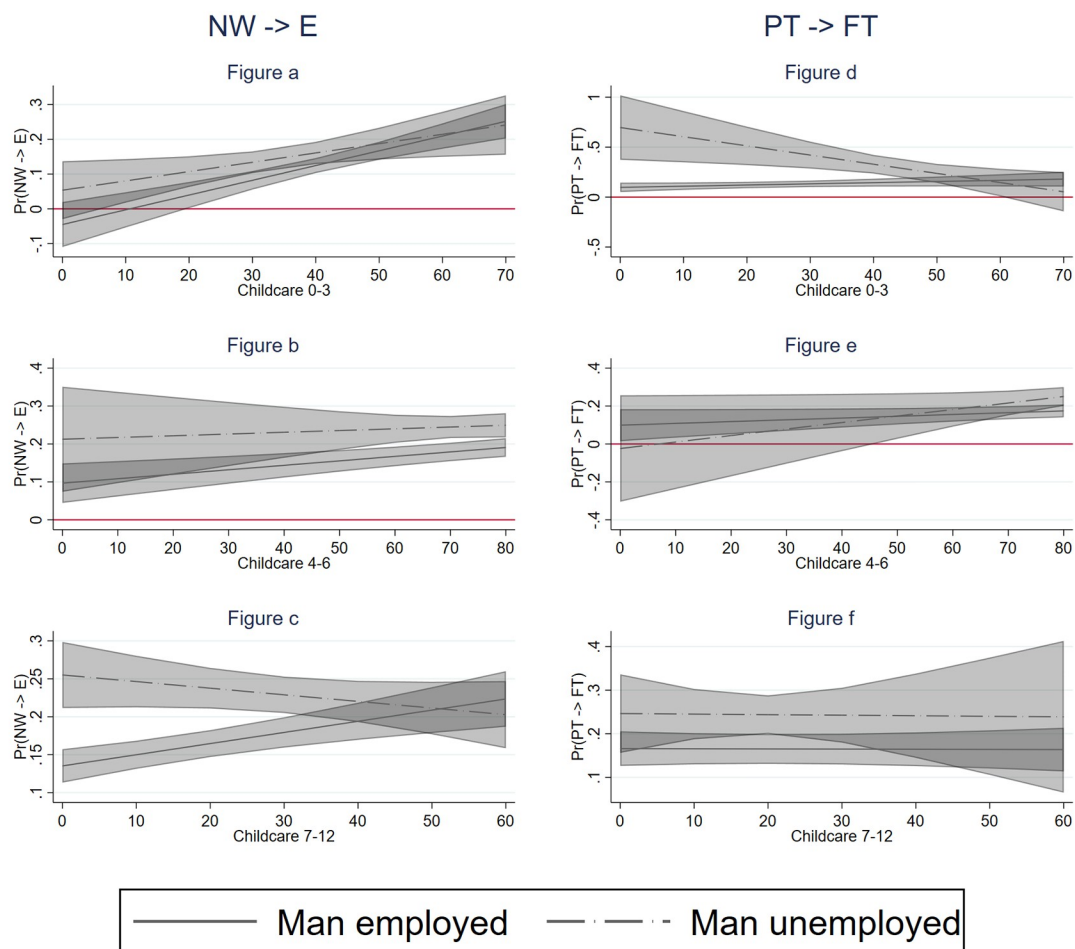 NW -> E
PT -> FT
Figure a
Pr(NW -> E)
.3
.2
.1
0
-.1
0 10 20 30 40 50 60 70
Childcare 0-3
Figure d
Pr(PT -> FT)
1
.5
0
-.5
0 10 20 30 40 50 60 70
Childcare 0-3
Figure b
Pr(NW -> E)
.4
.3
.2
.1
0
0 10 20 30 40 50 60 70 80
Childcare 4-6
Figure e
Pr(PT -> FT)
.4
.2
0
-.2
-.4
0 10 20 30 40 50 60 70 80
Childcare 4-6
Figure c
Pr(NW -> E)
.3
.25
.2
.15
.1
0 10 20 30 40 50 60
Childcare 7-12
Figure f
Pr(PT -> FT)
.4
.3
.2
.1
0 10 20 30 40 50 60
Childcare 7-12
Man employed
Man unemployed